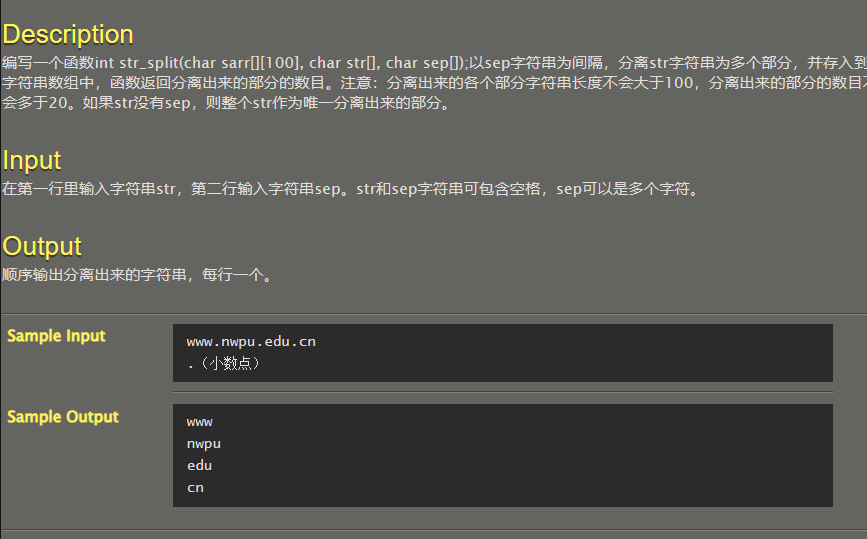 Description
编写一个函数int str_split(char sarr[][100], char str[], char sep[]);以sep字符串为间隔，分离str字符串为多个部分，并存入到
字符串数组中，函数返回分离出来的部分的数目。注意：分离出来的各个部分字符串长度不会大于100，分离出来的部分的数目不
会多于20。如果str没有sep，则整个str作为唯一分离出来的部分。
Input
在第一行里输入字符串str，第二行输入字符串sep。str和sep字符串可包含空格，sep可以是多个字符。
Output
顺序输出分离出来的字符串，每行一个。
Sample Input
www.nwpu.edu.cn
.（小数点）
Sample Output
www
nwpu
edu
cn